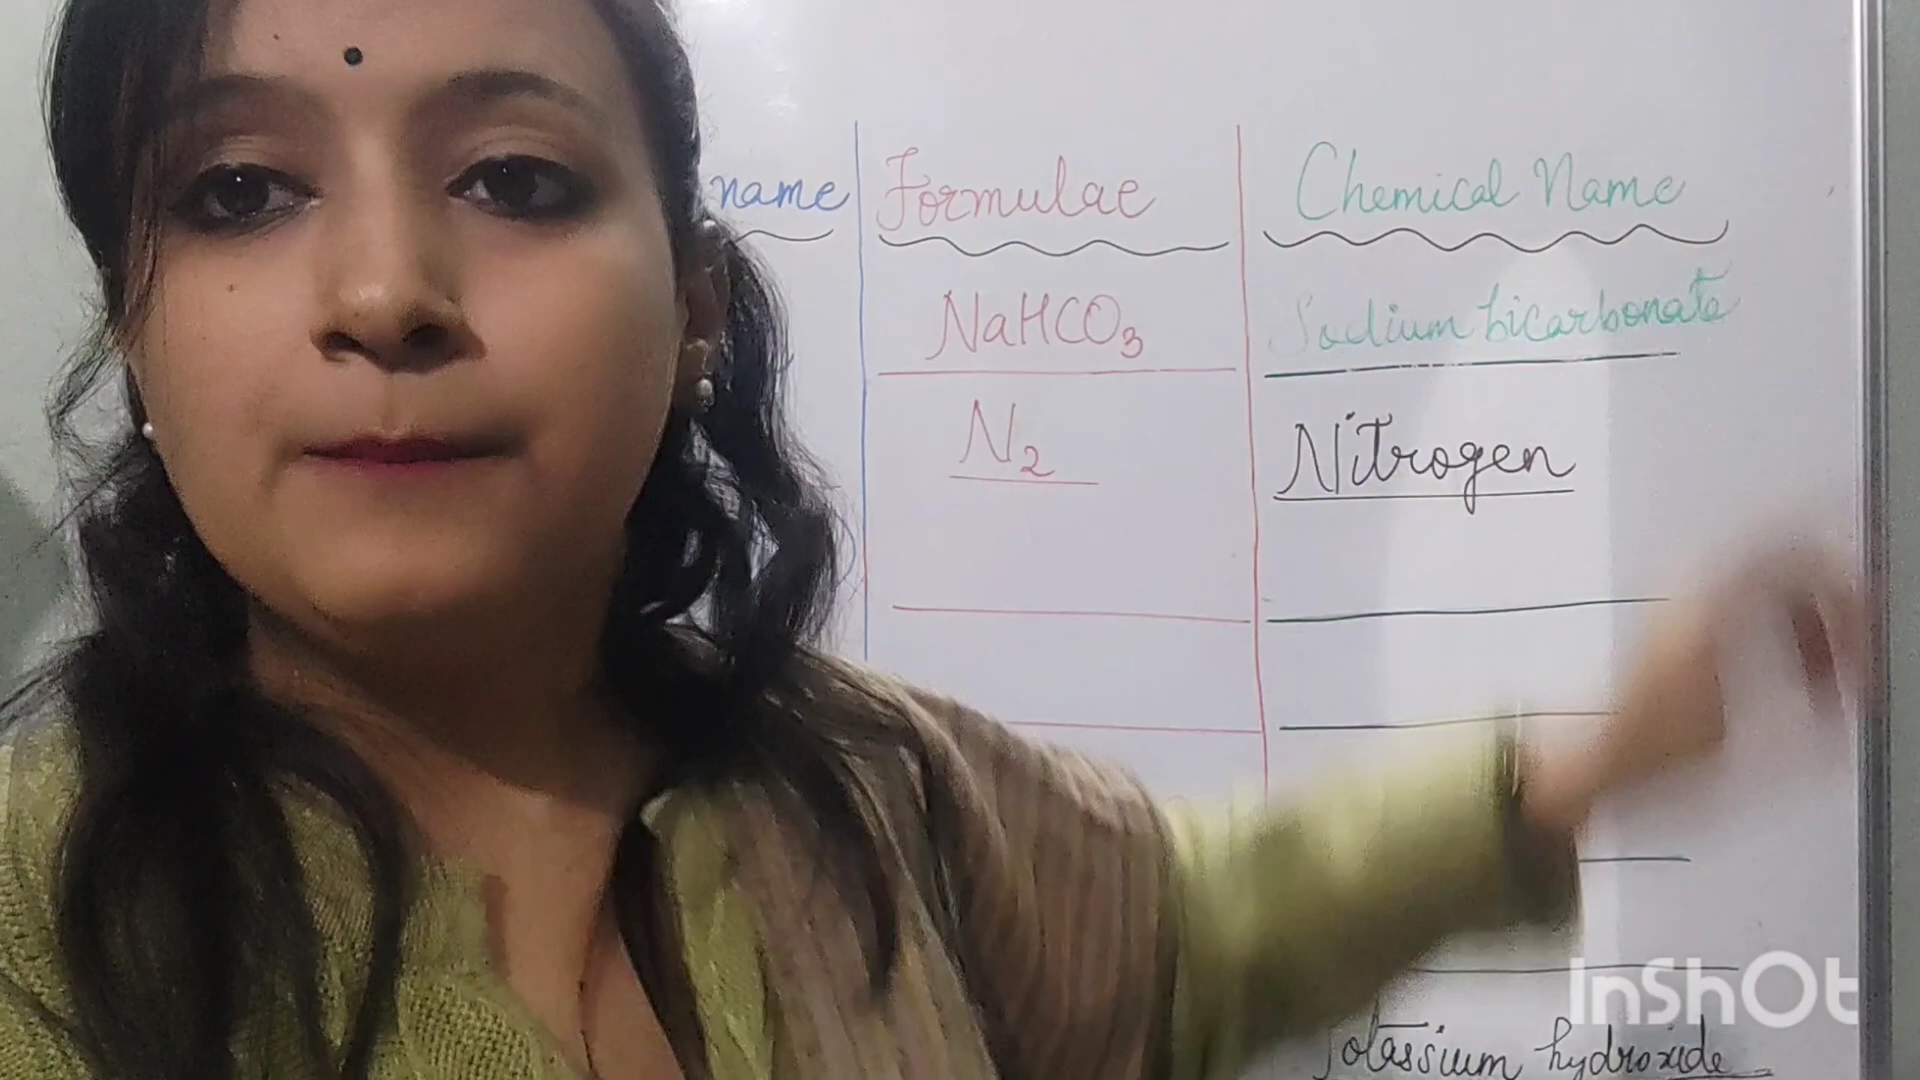 name Formulae Chemical Name
NaHCO3 Sodium bicarbonate
N2 Nitrogen
InShOt
Potassium hydroxide